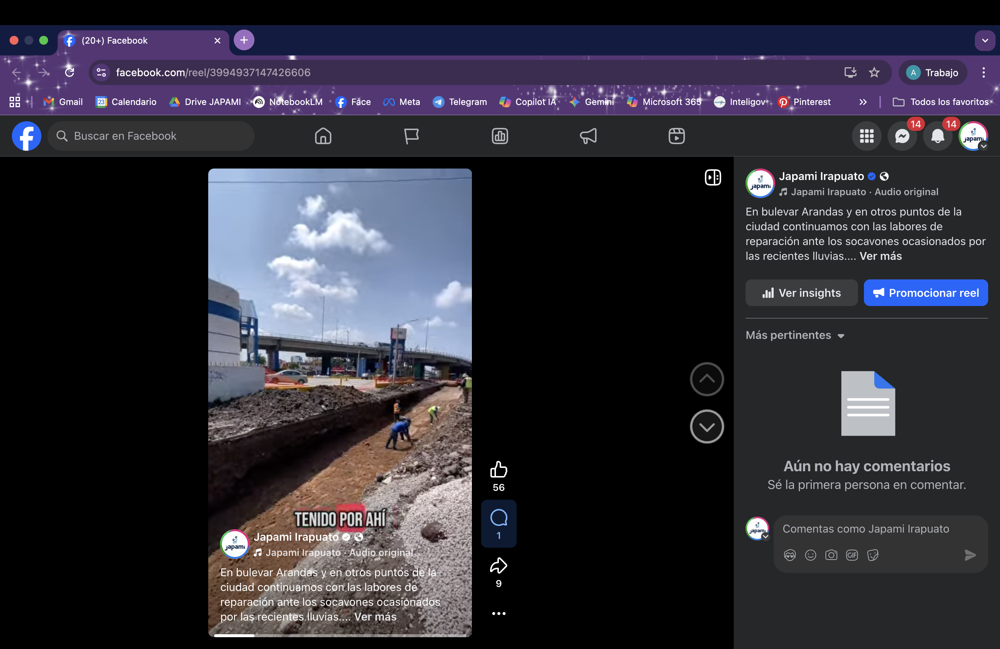 (20+) Facebook
facebook.com/reel/3994937147426606
A Trabajo
Gmail
23 Calendario
Drive JAPAMI
NotebookLM
Face
Meta
Telegram
Copilot IA
Gemini
Microsoft 365
Inteligov
Pinterest
Todos los favoritos
Buscar en Facebook
14
14
japami
TENIDO POR AHÍ
japami
Japami Irapuato
Japami Irapuato · Audio original
En bulevar Arandas y en otros puntos de la
ciudad continuamos con las labores de
reparación ante los socavones ocasionados
por las recientes lluvias.... Ver más
56
1
9
japami
Japami Irapuato
Japami Irapuato · Audio original
En bulevar Arandas y en otros puntos de la
ciudad continuamos con las labores de
reparación ante los socavones ocasionados por
las recientes lluvias.... Ver más
Ver insights
Promocionar reel
Más pertinentes
Aún no hay comentarios
Sé la primera persona en comentar.
japami
Comentas como Japami Irapuato
GIF